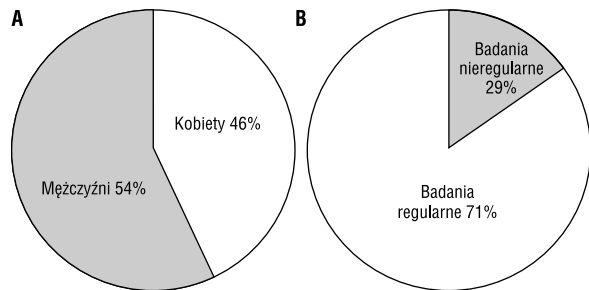 A
Kobiety 46%
Mężczyźni 54%
B
Badania
nieregularne
29%
Badania
regularne 71%